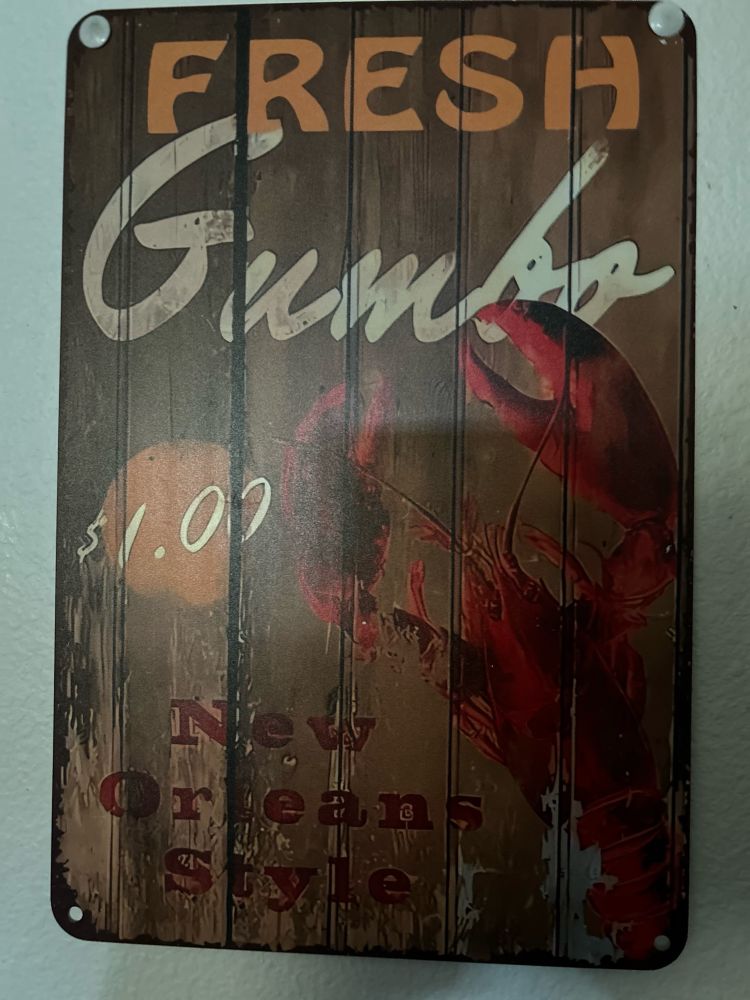 FRESH
Gumbo
$1.00
New
Orleans
Style